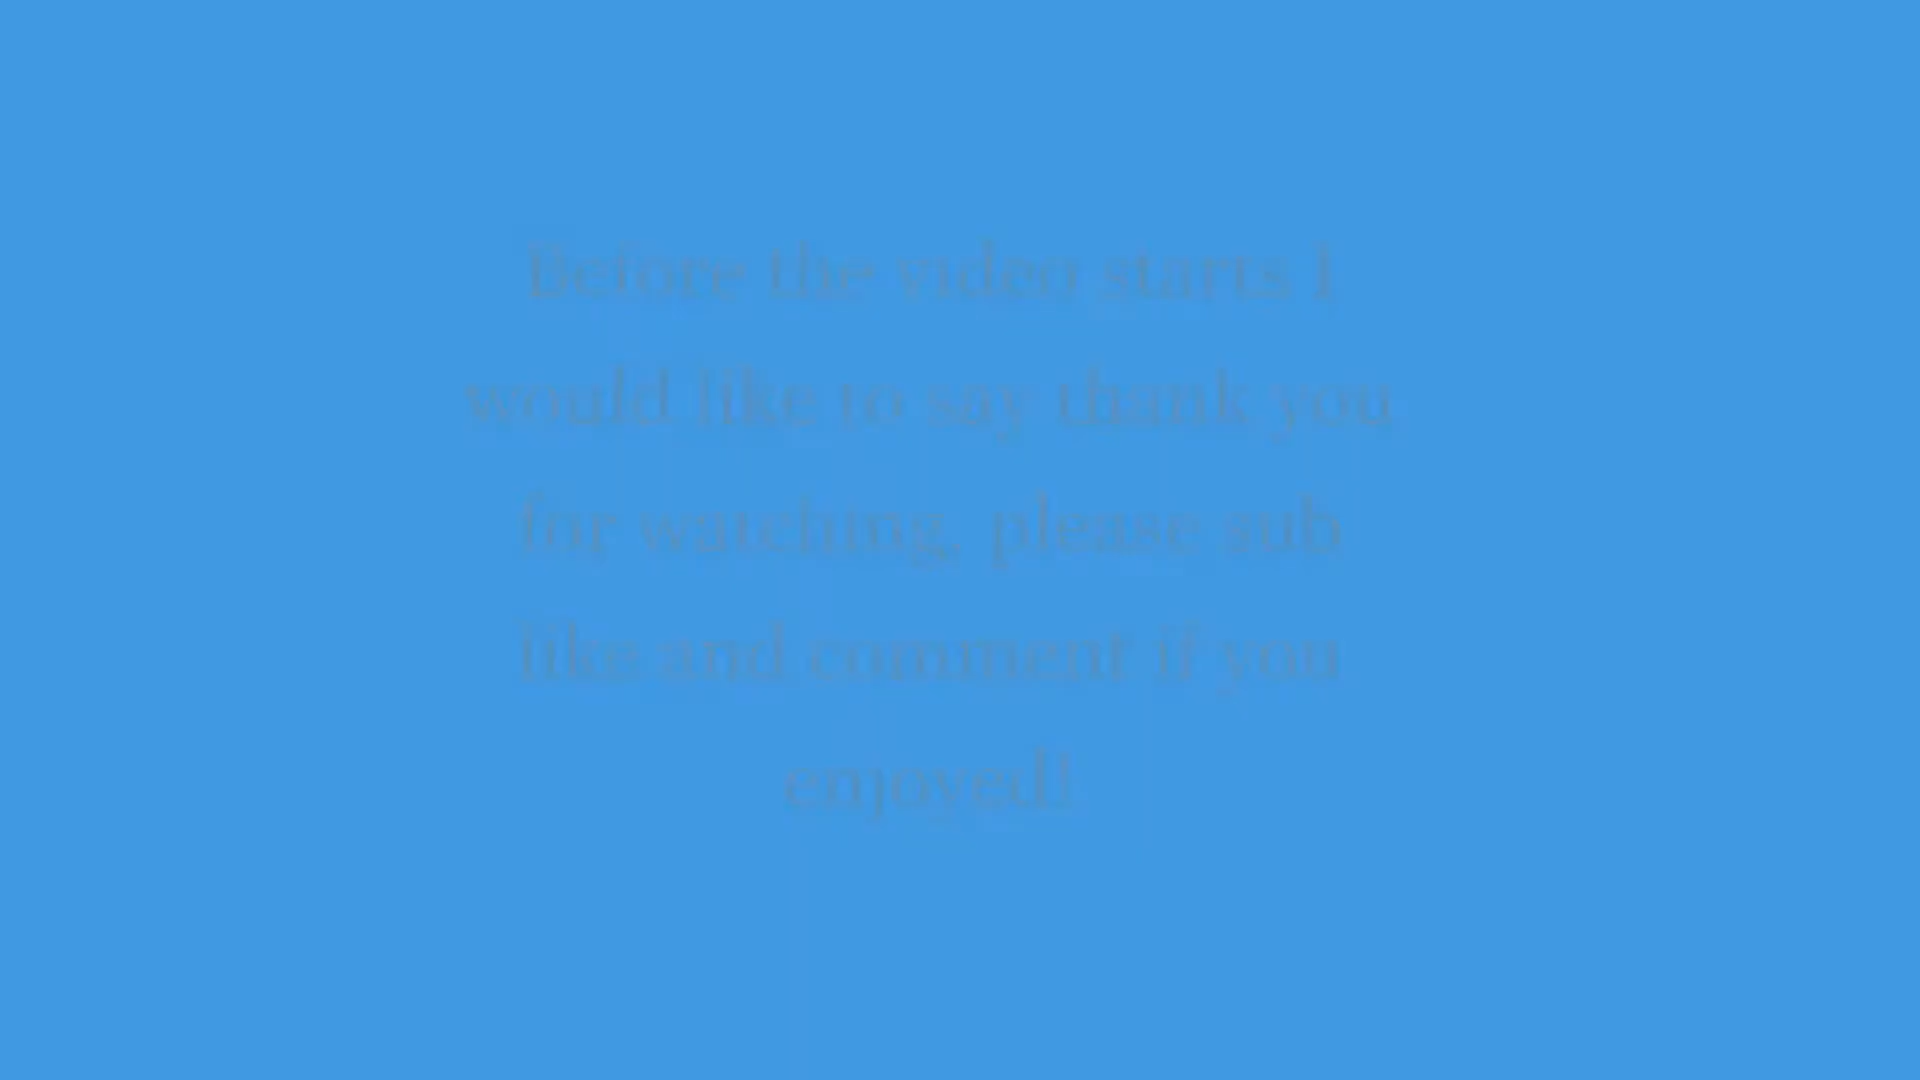 Before the video starts I
would like to say thank you
for watching, please sub
like and comment if you
enjoyed!